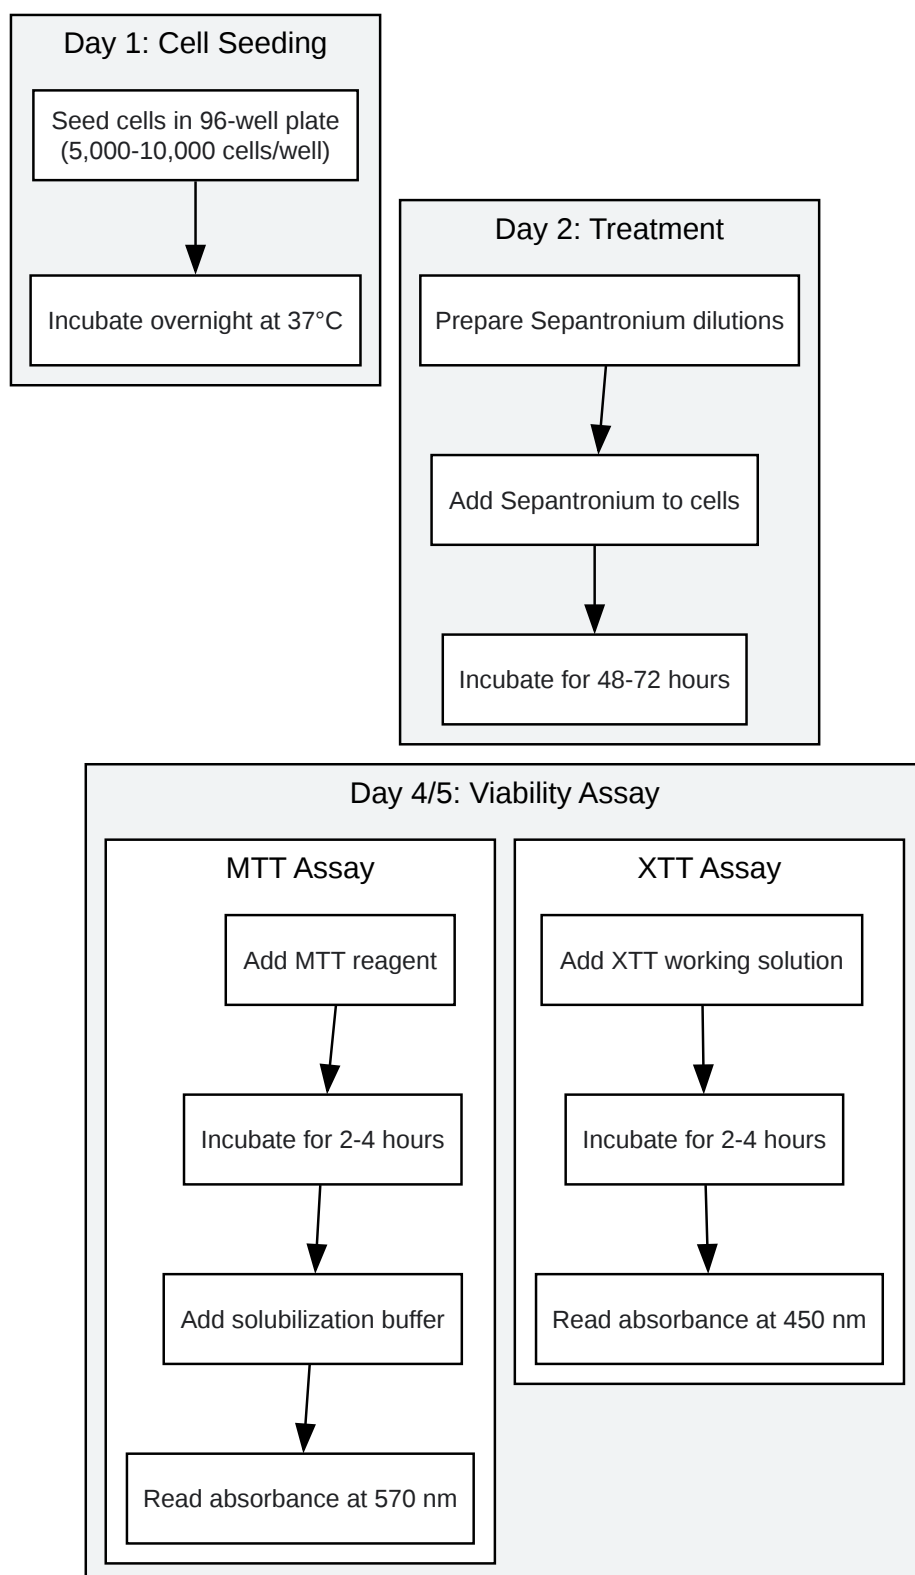 Day 1: Cell Seeding
Seed cells in 96-well plate
(5,000-10,000 cells/well)
Incubate overnight at 37°C
Day 2: Treatment
Prepare Sepantronium dilutions
Add Sepantronium to cells
Incubate for 48-72 hours
Day 4/5: Viability Assay
MTT Assay
Add MTT reagent
Incubate for 2-4 hours
Add solubilization buffer
Read absorbance at 570 nm
XTT Assay
Add XTT working solution
Incubate for 2-4 hours
Read absorbance at 450 nm